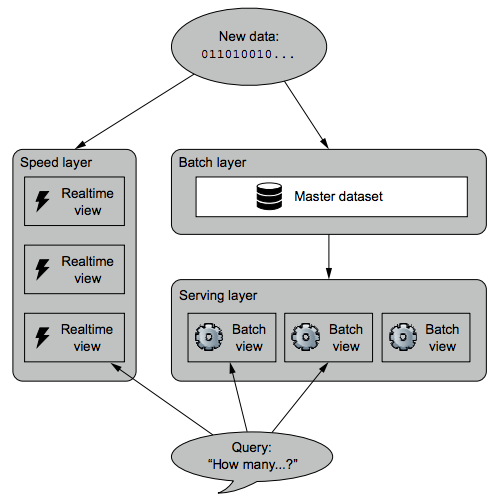 New data:
011010010...
Speed layer
Realtime
view
Realtime
view
Realtime
view
Batch layer
Master dataset
Serving layer
Batch
view
Batch
view
Batch
view
Query:
“How many...?”